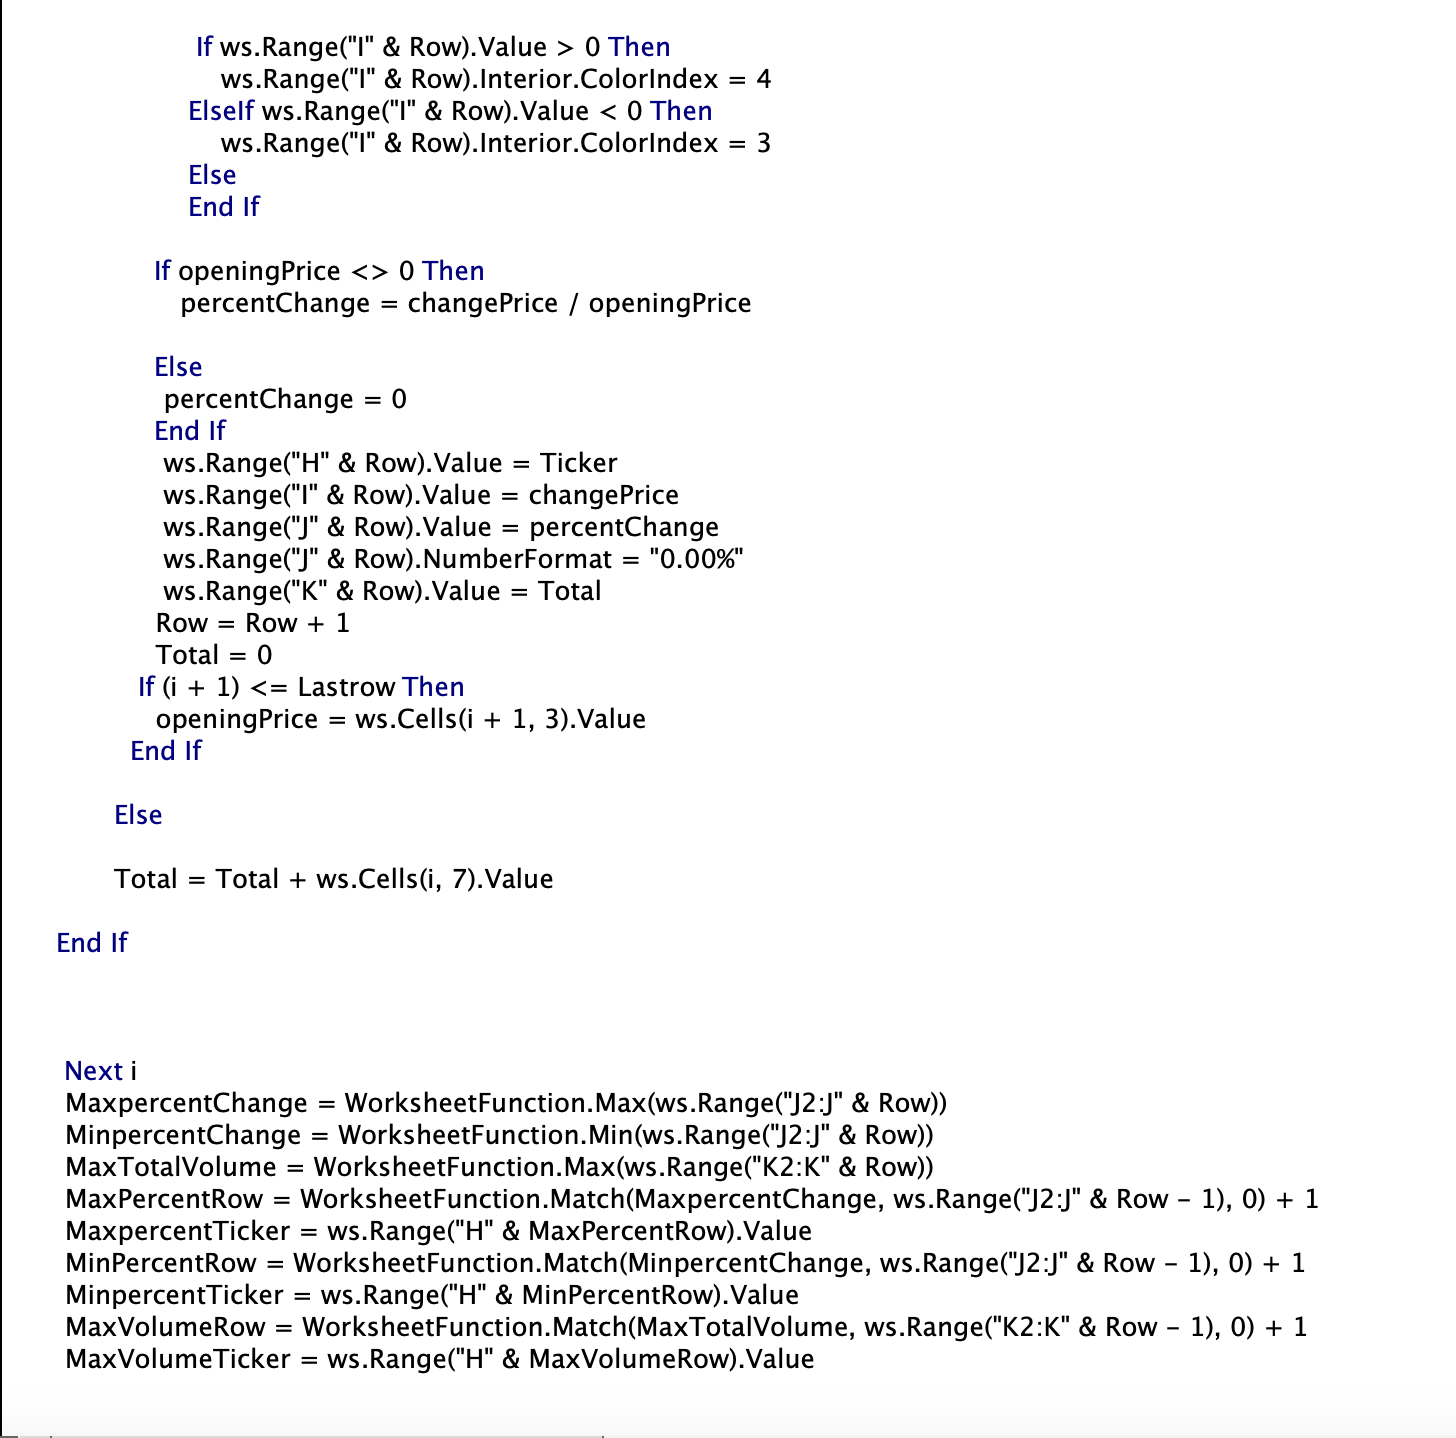 If ws.Range("I" & Row).Value > 0 Then
ws.Range("I" & Row).Interior.ColorIndex = 4
ElseIf ws.Range("I" & Row).Value < 0 Then
ws.Range("I" & Row).Interior.ColorIndex = 3
Else
End If
If openingPrice <> 0 Then
percentChange = changePrice / openingPrice
Else
percentChange = 0
End If
ws.Range("H" & Row).Value = Ticker
ws.Range("I" & Row).Value = changePrice
ws.Range("J" & Row).Value = percentChange
ws.Range("J" & Row).NumberFormat = "0.00%"
ws.Range("K" & Row).Value = Total
Row = Row + 1
Total = 0
If (i + 1) <= Lastrow Then
openingPrice = ws.Cells(i + 1, 3).Value
End If
Else
Total = Total + ws.Cells(i, 7).Value
End If
Next i
MaxpercentChange = WorksheetFunction.Max(ws.Range("J2:J" & Row))
MinpercentChange = WorksheetFunction.Min(ws.Range("J2:J" & Row))
MaxTotalVolume = WorksheetFunction.Max(ws.Range("K2:K" & Row))
MaxPercentRow = WorksheetFunction.Match(MaxpercentChange, ws.Range("J2:J" & Row - 1), 0) + 1
MaxpercentTicker = ws.Range("H" & MaxPercentRow).Value
MinPercentRow = WorksheetFunction.Match(MinpercentChange, ws.Range("J2:J" & Row - 1), 0) + 1
MinpercentTicker = ws.Range("H" & MinPercentRow).Value
MaxVolumeRow = WorksheetFunction.Match(MaxTotalVolume, ws.Range("K2:K" & Row - 1), 0) + 1
MaxVolumeTicker = ws.Range("H" & MaxVolumeRow).Value